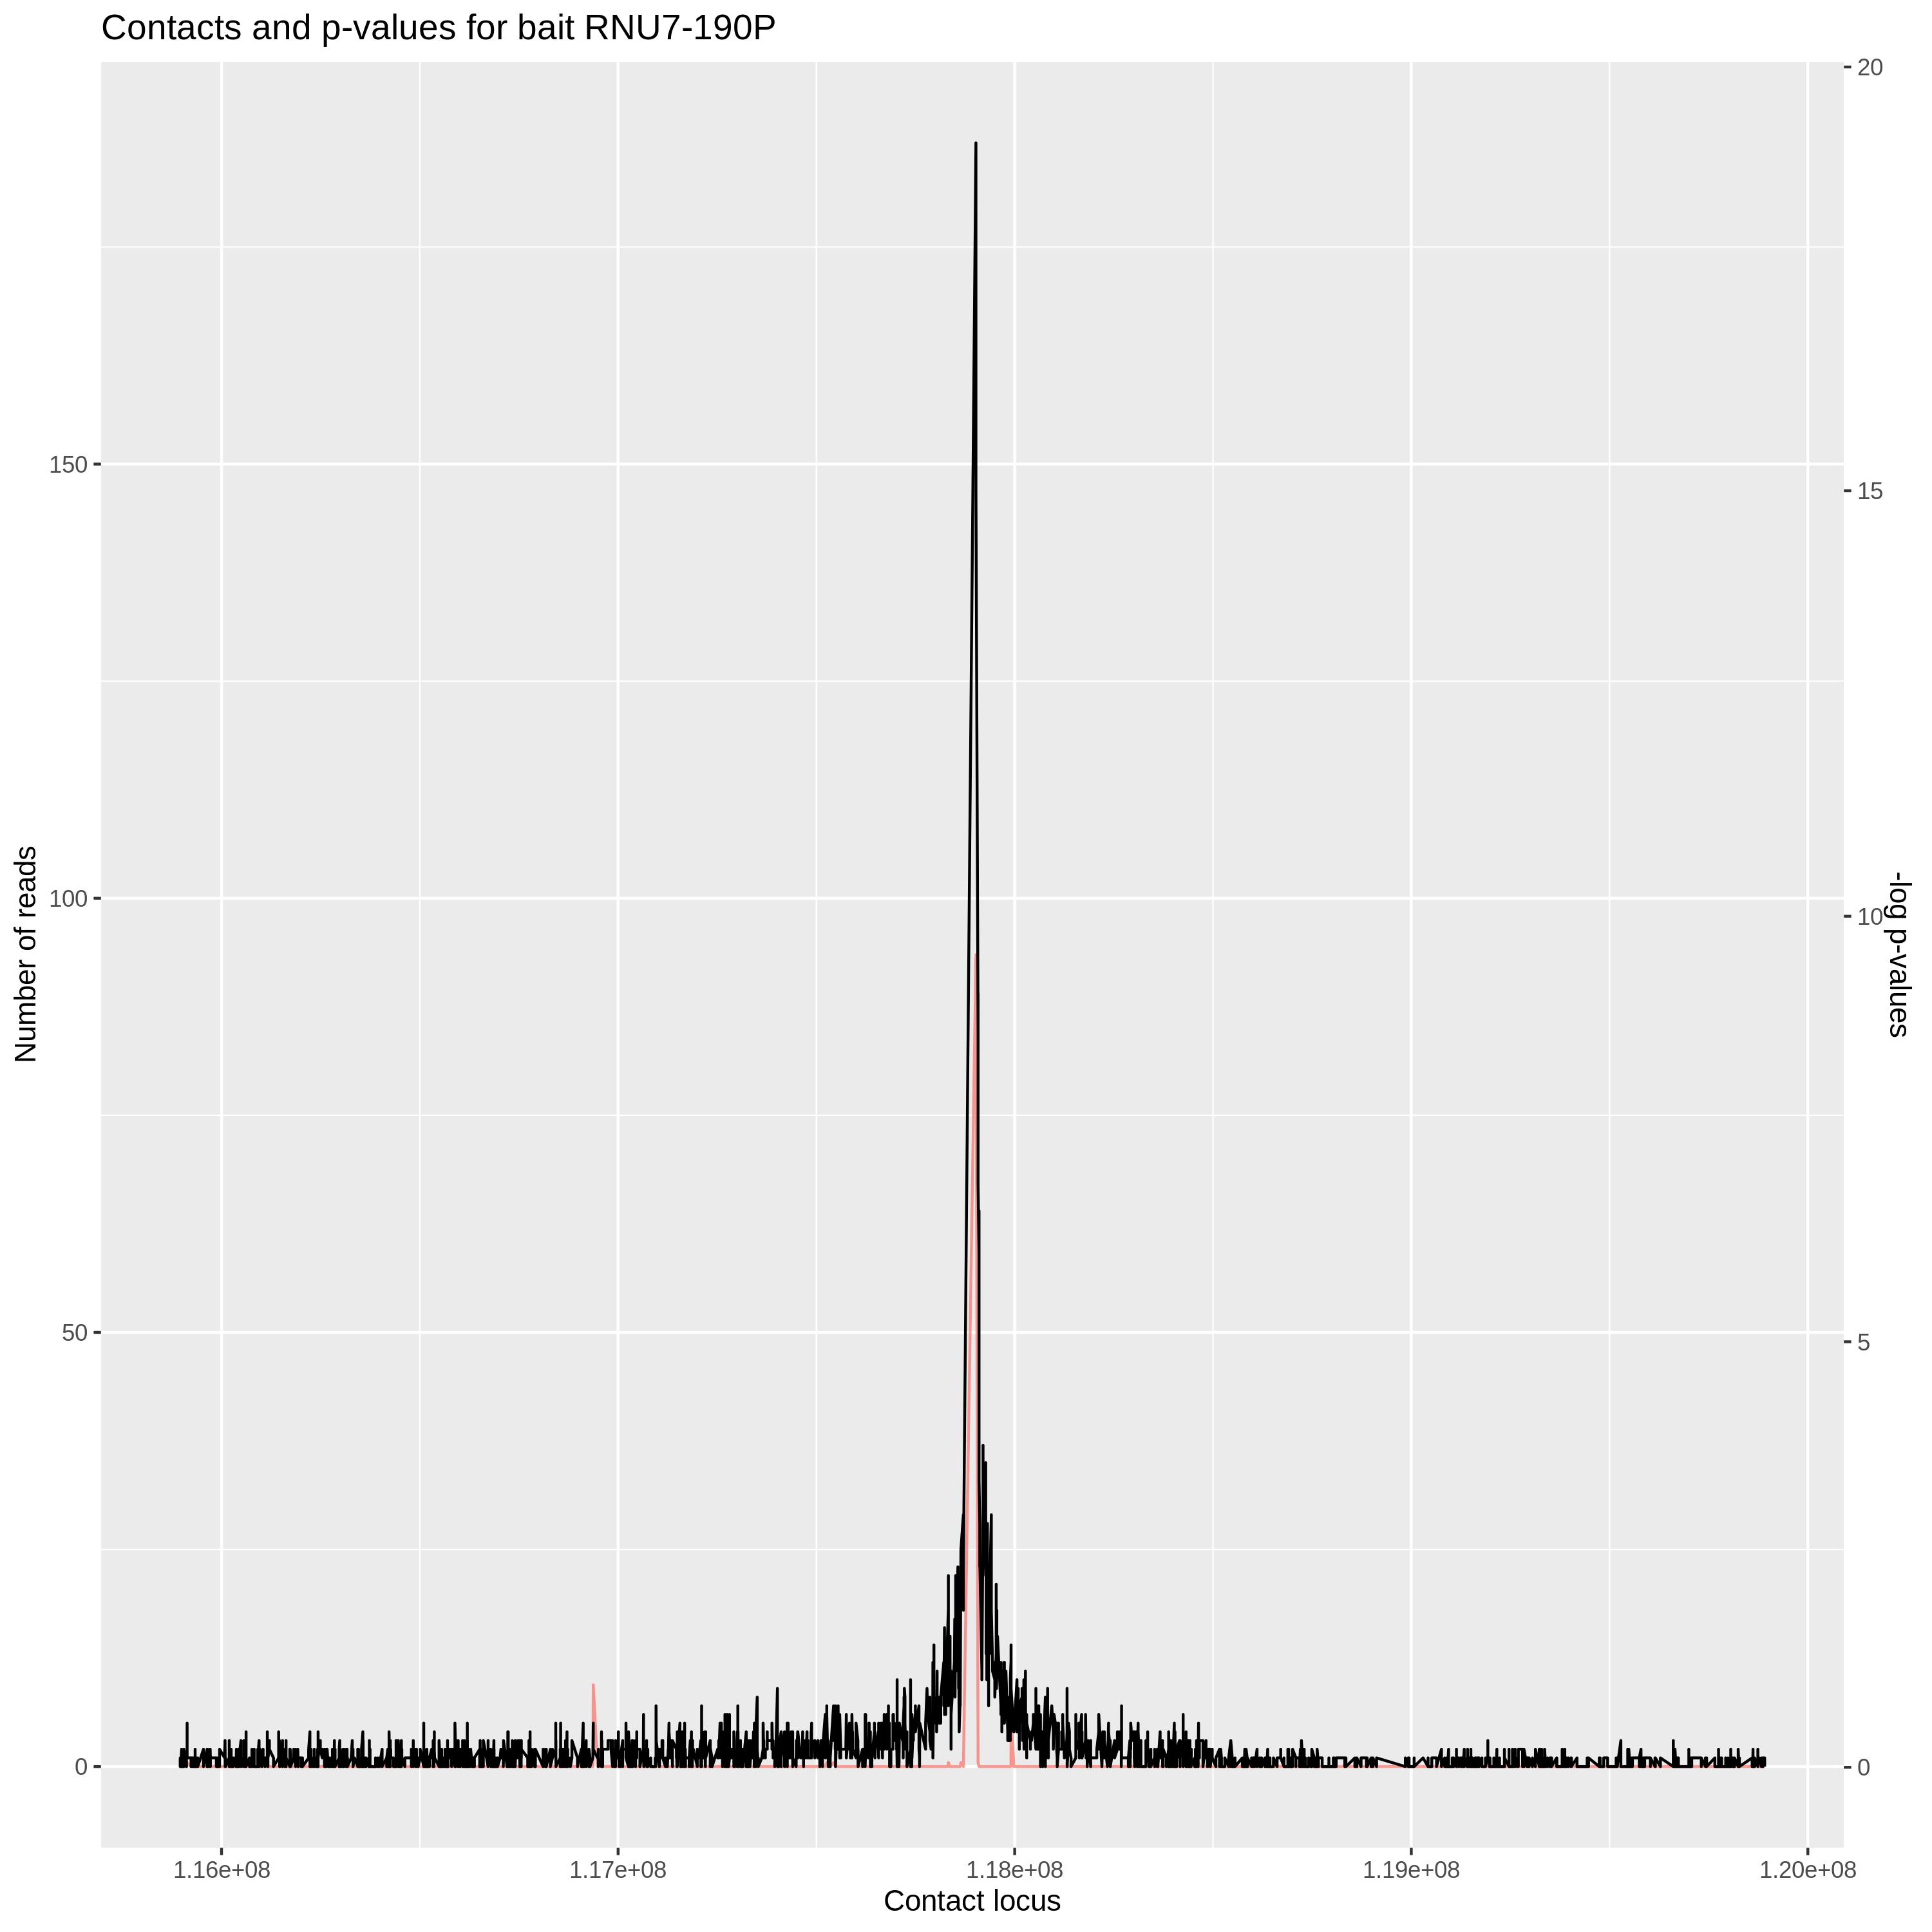 Contacts and p-values for bait RNU7-190P
Number of reads
150
100
50
0
20
15
10
5
0
-log p-values
1.16e+08
1.17e+08
1.18e+08
1.19e+08
1.20e+08
Contact locus